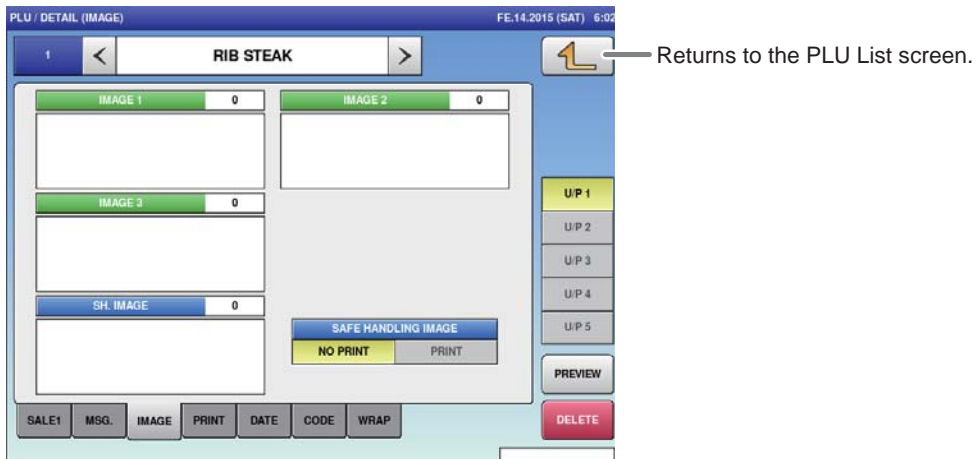 PLU / DETAIL (IMAGE) FE.14.2015 (SAT) 6:02
1 < RIB STEAK >
Returns to the PLU List screen.
IMAGE 1 0 IMAGE 2 0
IMAGE 3 0
SH. IMAGE 0
SAFE HANDLING IMAGE
NO PRINT PRINT
U/P 1
U/P 2
U/P 3
U/P 4
U/P 5
PREVIEW
SALE1 MSG. IMAGE PRINT DATE CODE WRAP DELETE